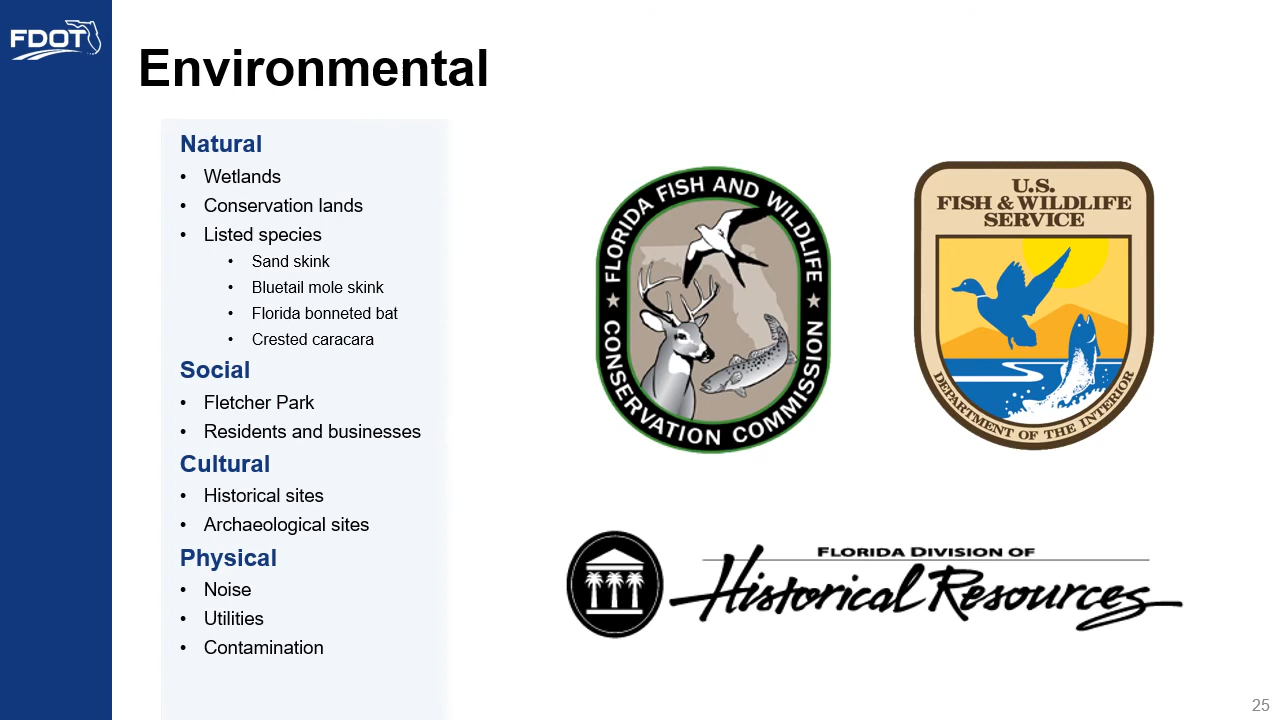 FDOT
Environmental
Natural
• Wetlands
• Conservation lands
• Listed species
• Sand skink
• Bluetail mole skink
• Florida bonneted bat
• Crested caracara
Social
• Fletcher Park
• Residents and businesses
Cultural
• Historical sites
• Archaeological sites
Physical
• Noise
• Utilities
• Contamination
FLORIDA FISH AND WILDLIFE
CONSERVATION COMMISSION
U.S.
FISH & WILDLIFE
SERVICE
DEPARTMENT OF THE INTERIOR
FLORIDA DIVISION OF
Historical Resources
25